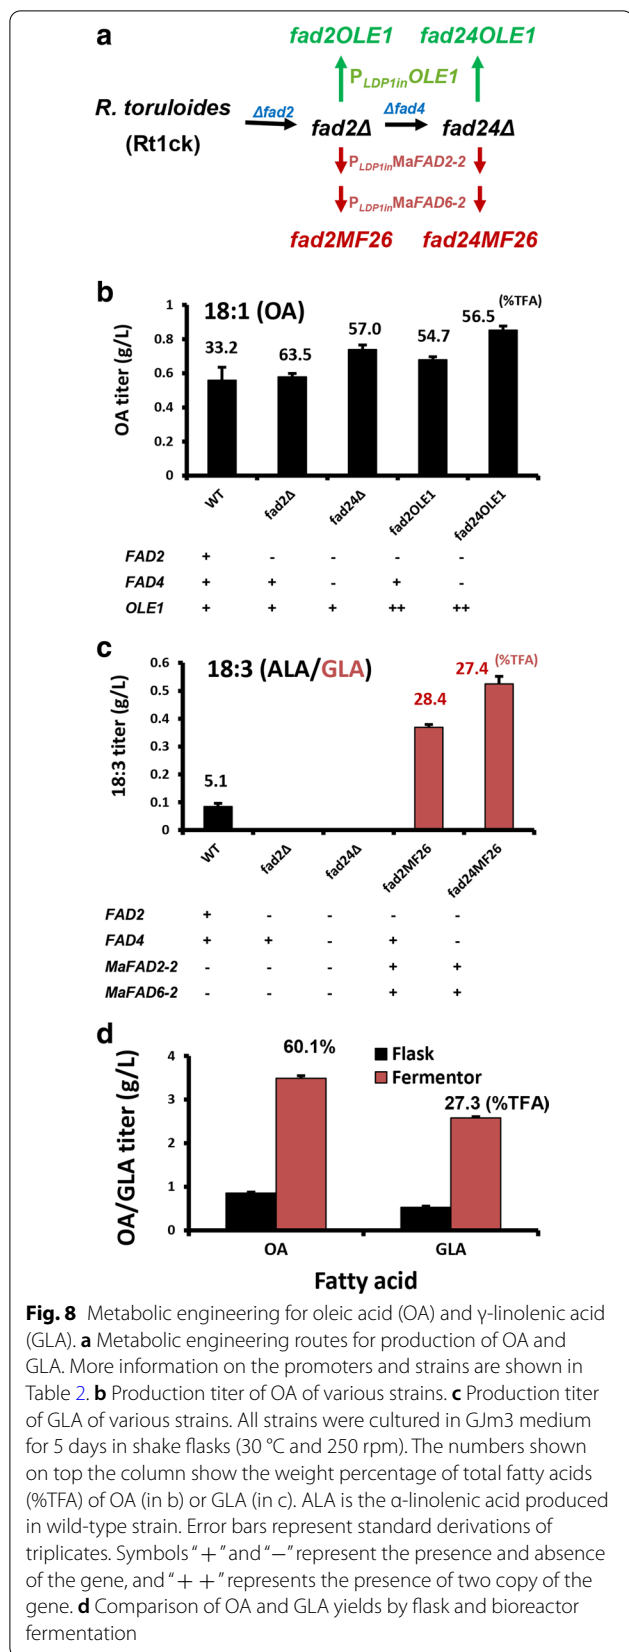 a
fad2OLE1 fad24OLE1
PLDP1inOLE1
R. toruloides
(Rt1ck)
Δfad2
fad2Δ
Δfad4
fad24Δ
PLDP1inMaFAD2-2
PLDP1inMaFAD6-2
fad2MF26 fad24MF26
b
18:1 (OA)
(%TFA)
OA titer (g/L)
1
0.8
0.6
0.4
0.2
0
33.2
63.5
57.0
54.7
56.5
WT
fad2Δ
fad24Δ
fad2OLE1
fad24OLE1
FAD2 + - - - -
FAD4 + + - + -
OLE1 + + + ++ ++
c
18:3 (ALA/GLA)
(%TFA)
18:3 titer (g/L)
0.6
0.5
0.4
0.3
0.2
0.1
0
5.1
28.4
27.4
WT
fad2Δ
fad24Δ
fad2MF26
fad24MF26
FAD2 + - - - -
FAD4 + + - + -
MaFAD2-2 - - - + +
MaFAD6-2 - - - + +
d
OA/GLA titer (g/L)
4
3
2
1
0
60.1%
Flask
Fermentor
27.3 (%TFA)
OA
GLA
Fatty acid
Fig. 8 Metabolic engineering for oleic acid (OA) and γ-linolenic acid
(GLA). a Metabolic engineering routes for production of OA and
GLA. More information on the promoters and strains are shown in
Table 2. b Production titer of OA of various strains. c Production titer
of GLA of various strains. All strains were cultured in GJm3 medium
for 5 days in shake flasks (30 °C and 250 rpm). The numbers shown
on top the column show the weight percentage of total fatty acids
(%TFA) of OA (in b) or GLA (in c). ALA is the α-linolenic acid produced
in wild-type strain. Error bars represent standard derivations of
triplicates. Symbols “+” and “−” represent the presence and absence
of the gene, and “++” represents the presence of two copy of the
gene. d Comparison of OA and GLA yields by flask and bioreactor
fermentation